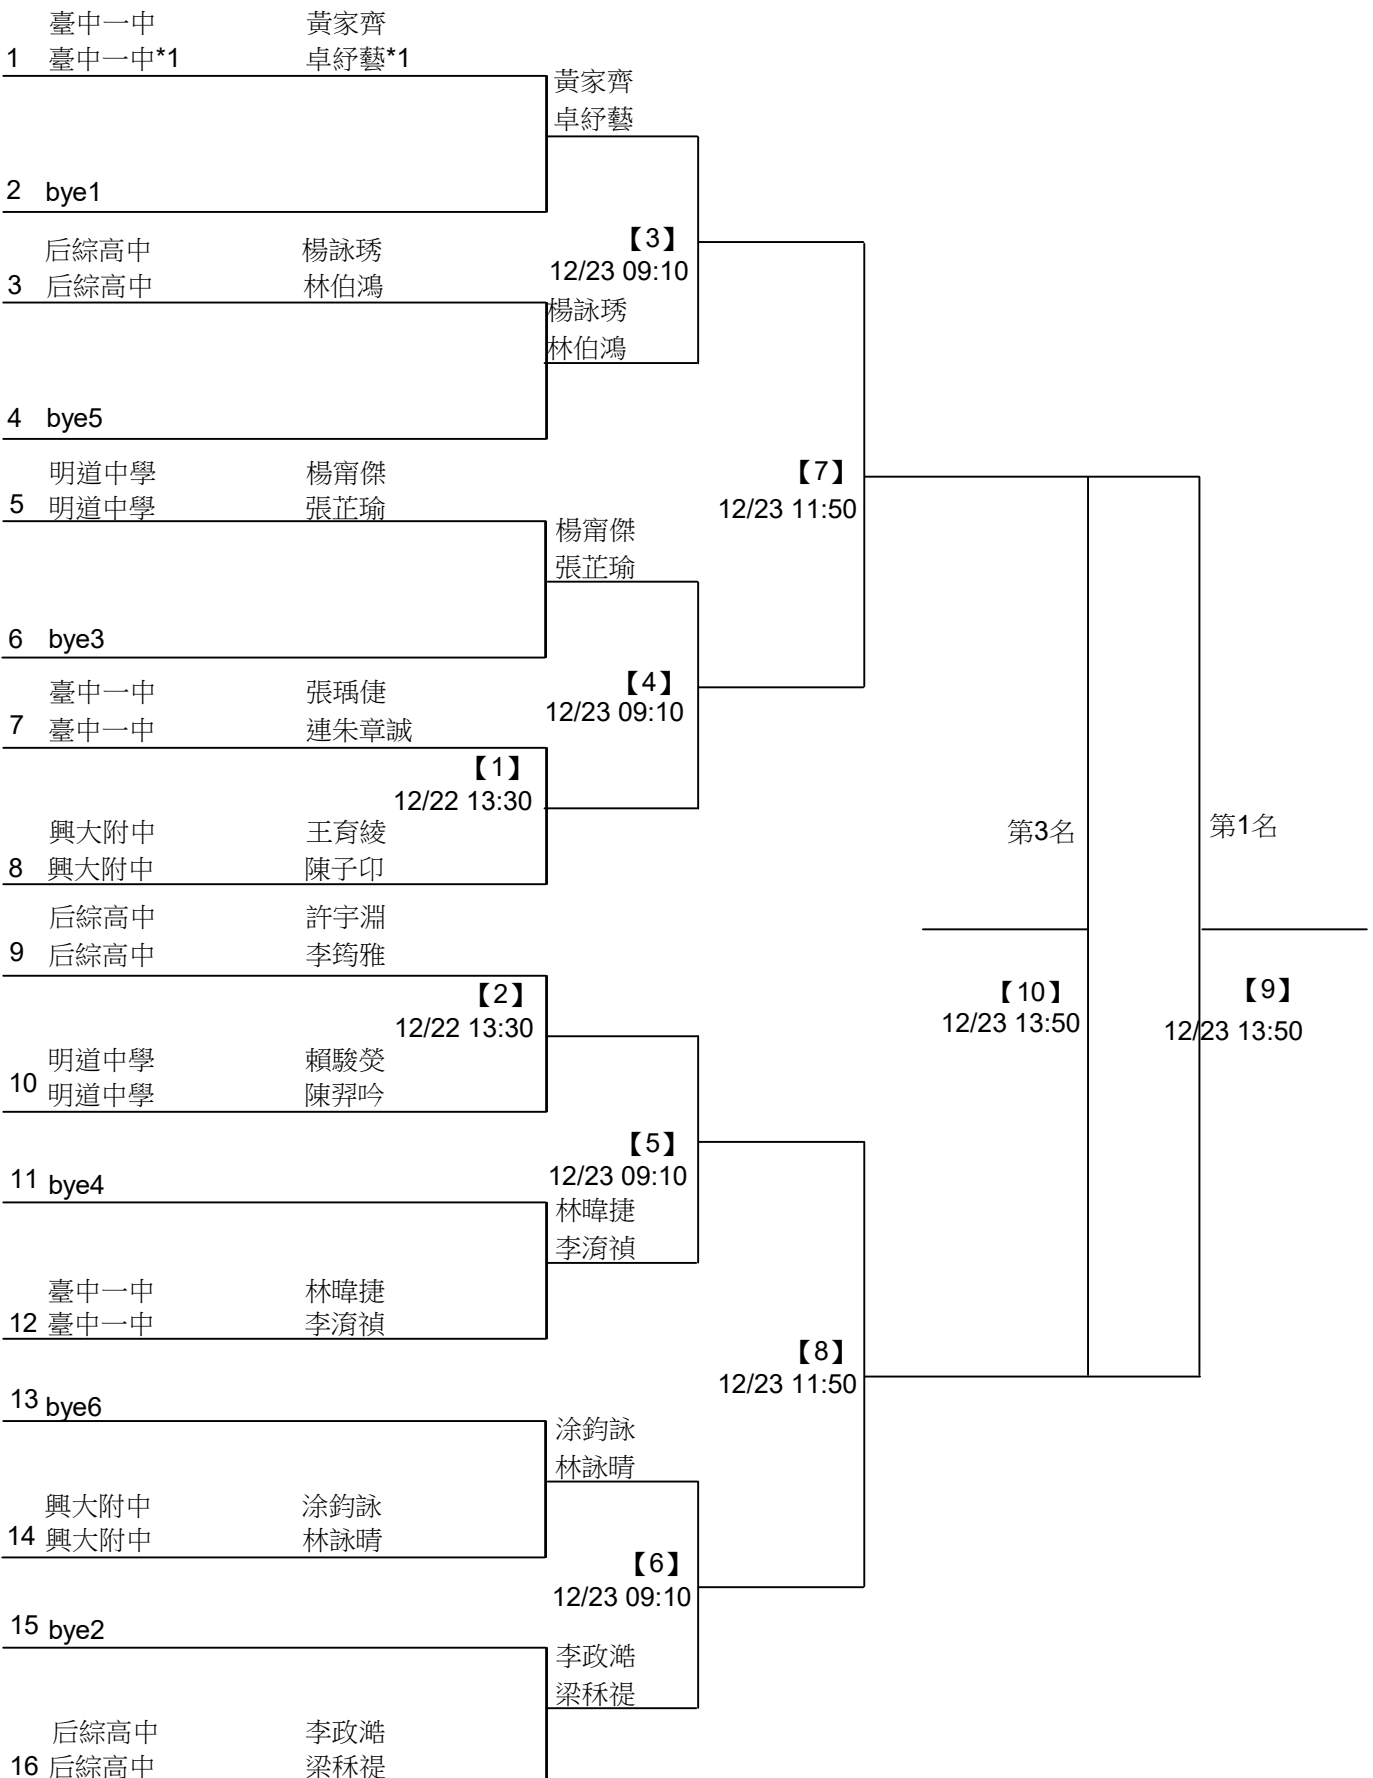 臺中一中 黃家齊
1 臺中一中*1 卓紓藝*1
黃家齊
卓紓藝
2 bye1
【3】
后綜高中 楊詠琇
12/23 09:10
3 后綜高中 林伯鴻
楊詠琇
林伯鴻
4 bye5
明道中學 楊甯傑
【7】
5 明道中學 張芷瑜
12/23 11:50
楊甯傑
張芷瑜
6 bye3
【4】
臺中一中 張瑀倢
12/23 09:10
7 臺中一中 連朱章誠
【1】
12/22 13:30
興大附中 王育綾
第3名 第1名
8 興大附中 陳子卬
后綜高中 許宇淵
9 后綜高中 李筠雅
【2】
【10】 【9】
12/22 13:30
12/23 13:50 12/23 13:50
明道中學 賴駿熒
10 明道中學 陳羿吟
【5】
12/23 09:10
11 bye4
林暐捷
李淯禎
臺中一中 林暐捷
12 臺中一中 李淯禎
【8】
12/23 11:50
13 bye6
涂鈞詠
林詠晴
興大附中 涂鈞詠
14 興大附中 林詠晴
【6】
12/23 09:10
15 bye2
李政澔
梁秝禔
后綜高中 李政澔
16 后綜高中 梁秝禔